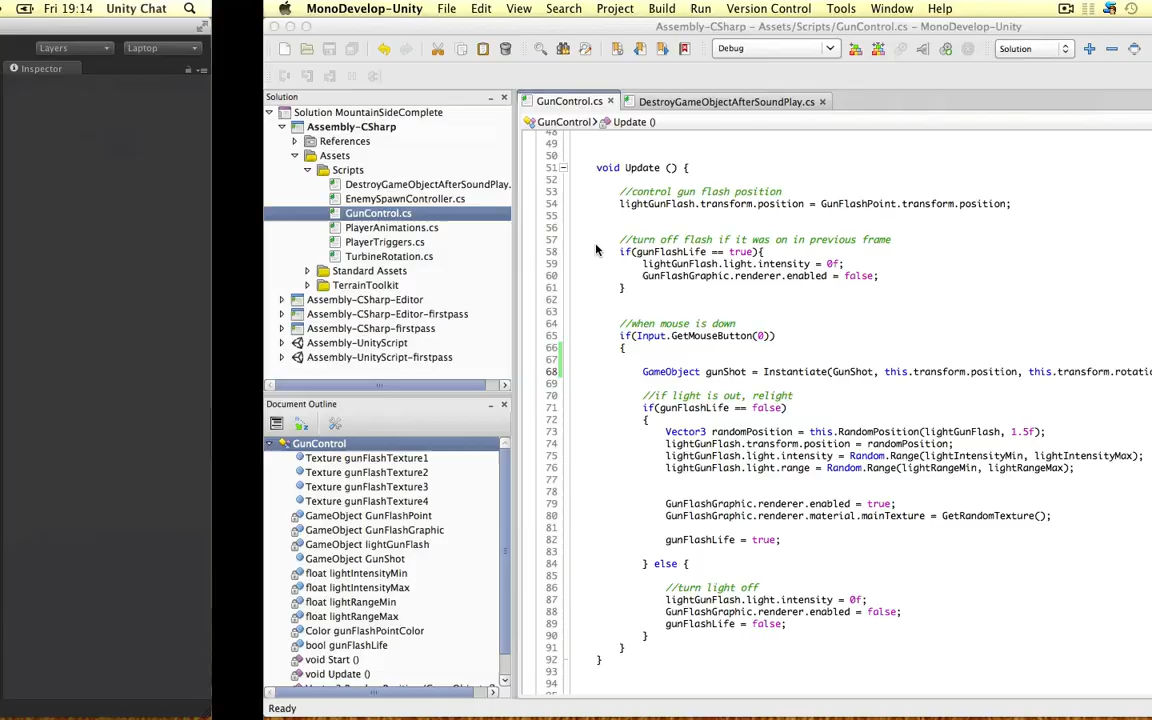 Fri 19:14 Unity Chat
MonoDevelop-Unity File Edit View Search Project Build Run Version Control Tools Window Help
Layers Laptop
Inspector
Assembly-CSharp – Assets/Scripts/GunControl.cs – MonoDevelop-Unity
Debug
Solution
Solution
Solution MountainSideComplete
Assembly-CSharp
References
Assets
Scripts
DestroyGameObjectAfterSoundPlay.
EnemySpawnController.cs
GunControl.cs
PlayerAnimations.cs
PlayerTriggers.cs
TurbineRotation.cs
Standard Assets
TerrainToolkit
Assembly-CSharp-Editor
Assembly-CSharp-Editor-firstpass
Assembly-CSharp-firstpass
Assembly-UnityScript
Assembly-UnityScript-firstpass
Document Outline
GunControl
Texture gunFlashTexture1
Texture gunFlashTexture2
Texture gunFlashTexture3
Texture gunFlashTexture4
GameObject GunFlashPoint
GameObject GunFlashGraphic
GameObject lightGunFlash
GameObject GunShot
float lightIntensityMin
float lightIntensityMax
float lightRangeMin
float lightRangeMax
Color gunFlashPointColor
bool gunFlashLife
void Start ()
void Update ()
Ready
GunControl.cs DestroyGameObjectAfterSoundPlay.cs
GunControl Update ()
48
49
50
51 void Update () {
52
53 //control gun flash position
54 lightGunFlash.transform.position = GunFlashPoint.transform.position;
55
56
57 //turn off flash if it was on in previous frame
58 if(gunFlashLife == true){
59 lightGunFlash.light.intensity = 0f;
60 GunFlashGraphic.renderer.enabled = false;
61 }
62
63
64 //when mouse is down
65 if(Input.GetMouseButton(0))
66 {
67
68 GameObject gunShot = Instantiate(GunShot, this.transform.position, this.transform.rotatio
69
70 //if light is out, relight
71 if(gunFlashLife == false)
72 {
73 Vector3 randomPosition = this.RandomPosition(lightGunFlash, 1.5f);
74 lightGunFlash.transform.position = randomPosition;
75 lightGunFlash.light.intensity = Random.Range(lightIntensityMin, lightIntensityMax);
76 lightGunFlash.light.range = Random.Range(lightRangeMin, lightRangeMax);
77
78
79 GunFlashGraphic.renderer.enabled = true;
80 GunFlashGraphic.renderer.material.mainTexture = GetRandomTexture();
81
82 gunFlashLife = true;
83
84 } else {
85
86 //turn light off
87 lightGunFlash.light.intensity = 0f;
88 GunFlashGraphic.renderer.enabled = false;
89 gunFlashLife = false;
90 }
91 }
92 }
93
94